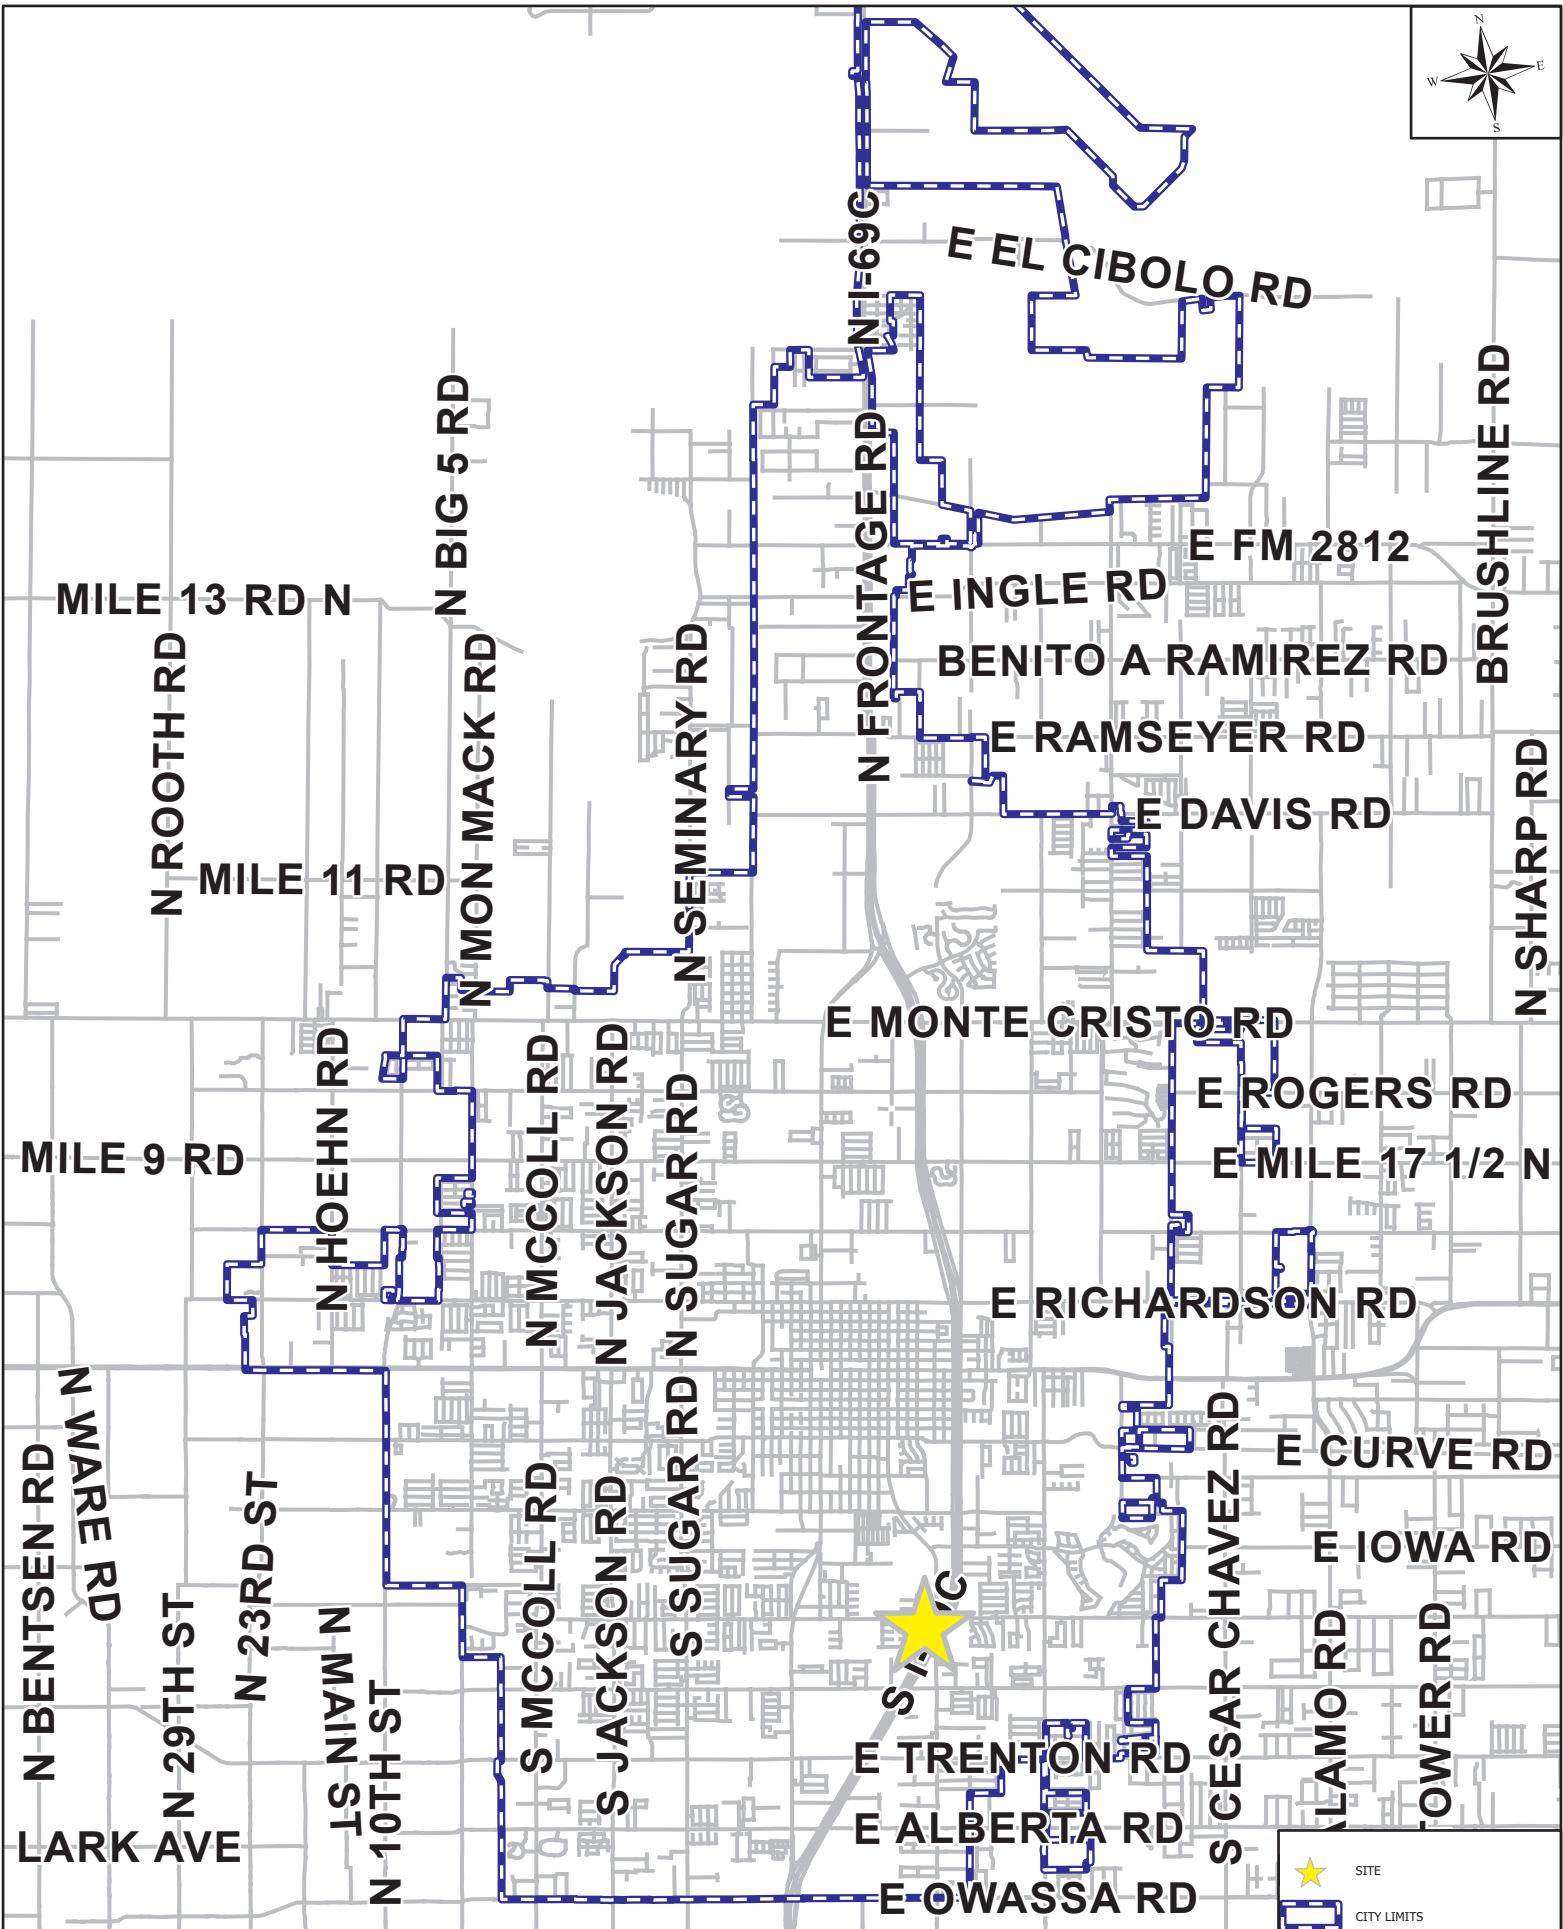 N
W E
S
N I-69C
E EL CIBOLO RD
N BIG 5 RD
BRUSHLINE RD
N FRONTAGE RD
E FM 2812
MILE 13 RD N
E INGLE RD
N ROOTH RD
N MON MACK RD
N SEMINARY RD
BENITO A RAMIREZ RD
E RAMSEYER RD
N SHARP RD
E DAVIS RD
MILE 11 RD
E MONTE CRISTO RD
N HOEHN RD
N MCCOLL RD
N JACKSON RD
N SUGAR RD
E ROGERS RD
MILE 9 RD
E MILE 17 1/2 N
E RICHARDSON RD
N WARE RD
N BENTSEN RD
N 23RD ST
S MCCOLL RD
S JACKSON RD
S SUGAR RD
S CESAR CHAVEZ RD
E CURVE RD
E IOWA RD
N 29TH ST
N MAIN ST
N 10TH ST
S I C
ALAMO RD
TOWER RD
E TRENTON RD
E ALBERTA RD
LARK AVE
E OWASSA RD
SITE
CITY LIMITS